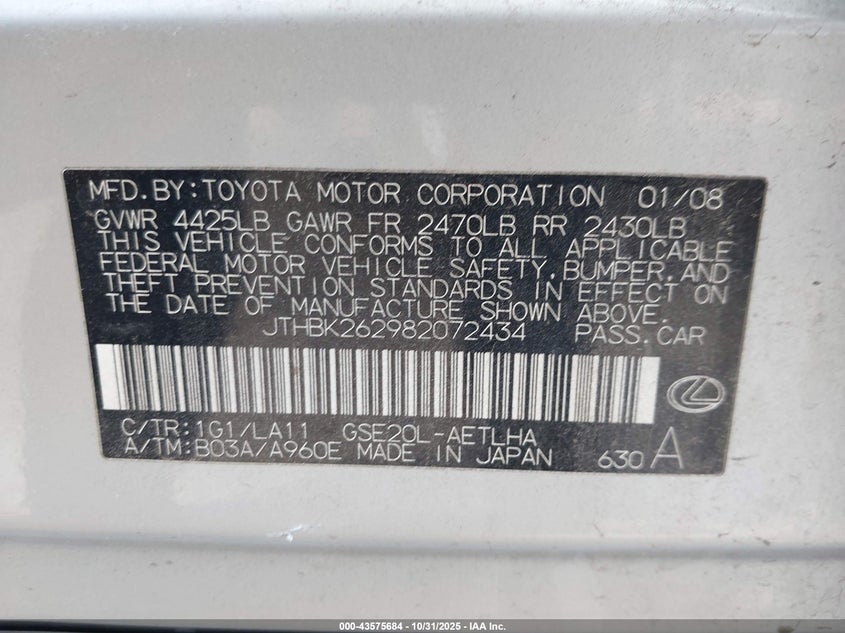 MFD.BY:TOYOTA MOTOR CORPORATION 01/08
GVWR 4425LB GAWR FR 2470LB RR 2430LB
THIS VEHICLE CONFORMS TO ALL APPLICABLE
FEDERAL MOTOR VEHICLE SAFETY,BUMPER,AND
THEFT PREVENTION STANDARDS IN EFFECT ON
THE DATE OF MANUFACTURE SHOWN ABOVE.
JTHBK262982072434 PASS.CAR
C/TR:1G1/LA11 GSE20L-AETLHA
A/TM:B03A/A960E MADE IN JAPAN 630 A
000-43575684 | 10/31/2025 - IAA Inc.